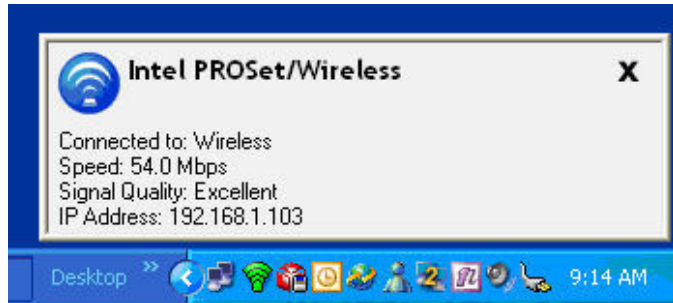 Intel PROSet/Wireless X
Connected to: Wireless
Speed: 54.0 Mbps
Signal Quality: Excellent
IP Address: 192.168.1.103
Desktop » 2 n 9:14 AM